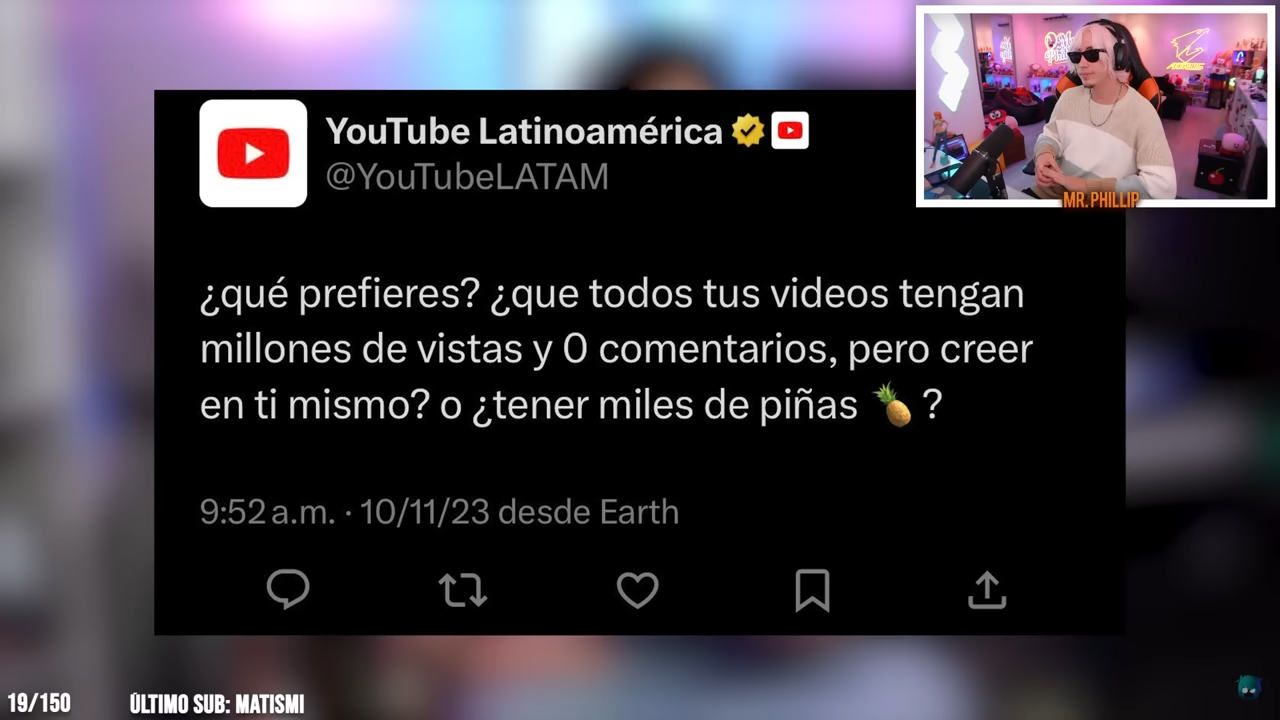 YouTube Latinoamérica
@YouTubeLATAM
MR. PHILLIP
¿qué prefieres? ¿que todos tus videos tengan
millones de vistas y 0 comentarios, pero creer
en ti mismo? o ¿tener miles de piñas 🍍 ?
9:52 a.m. · 10/11/23 desde Earth
19/150
ÚLTIMO SUB: MATISMI